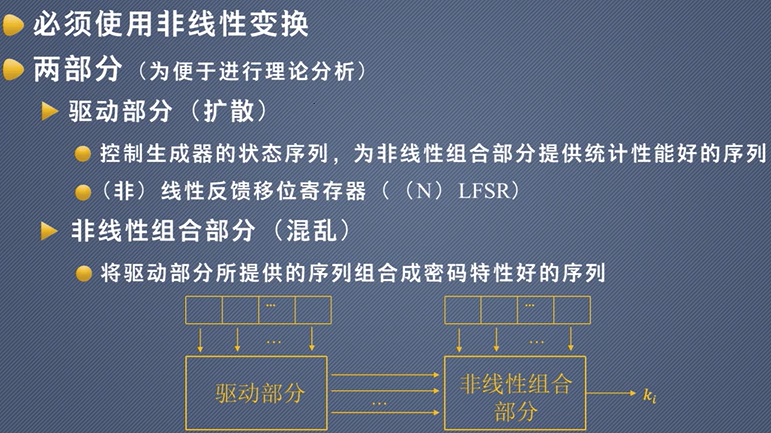 必须使用非线性变换
两部分（为便于进行理论分析）
驱动部分（扩散）
控制生成器的状态序列，为非线性组合部分提供统计性能好的序列
（非）线性反馈移位寄存器（（N）LFSR）
非线性组合部分（混乱）
将驱动部分所提供的序列组合成密码特性好的序列
... ...
... ...
驱动部分
...
非线性组合
部分
k_i